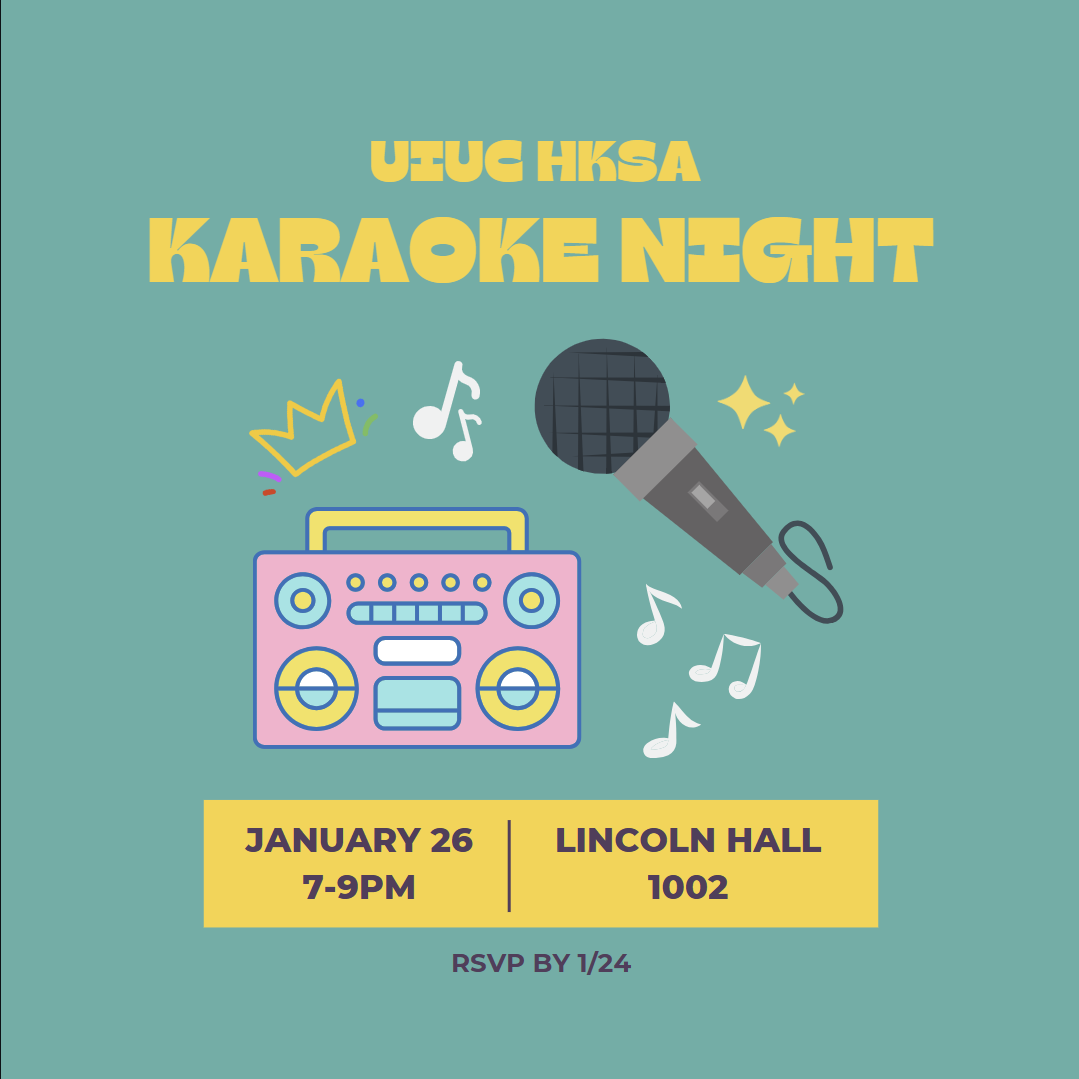 UIUC HKSA
KARAOKE NIGHT
JANUARY 26
7-9PM
LINCOLN HALL
1002
RSVP BY 1/24